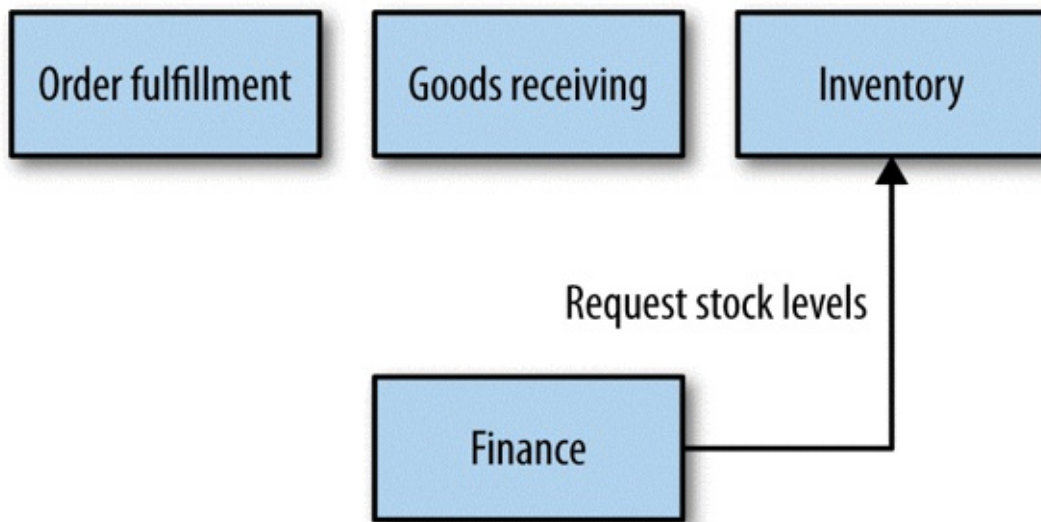 Order fulfillment
Goods receiving
Inventory
Request stock levels
Finance